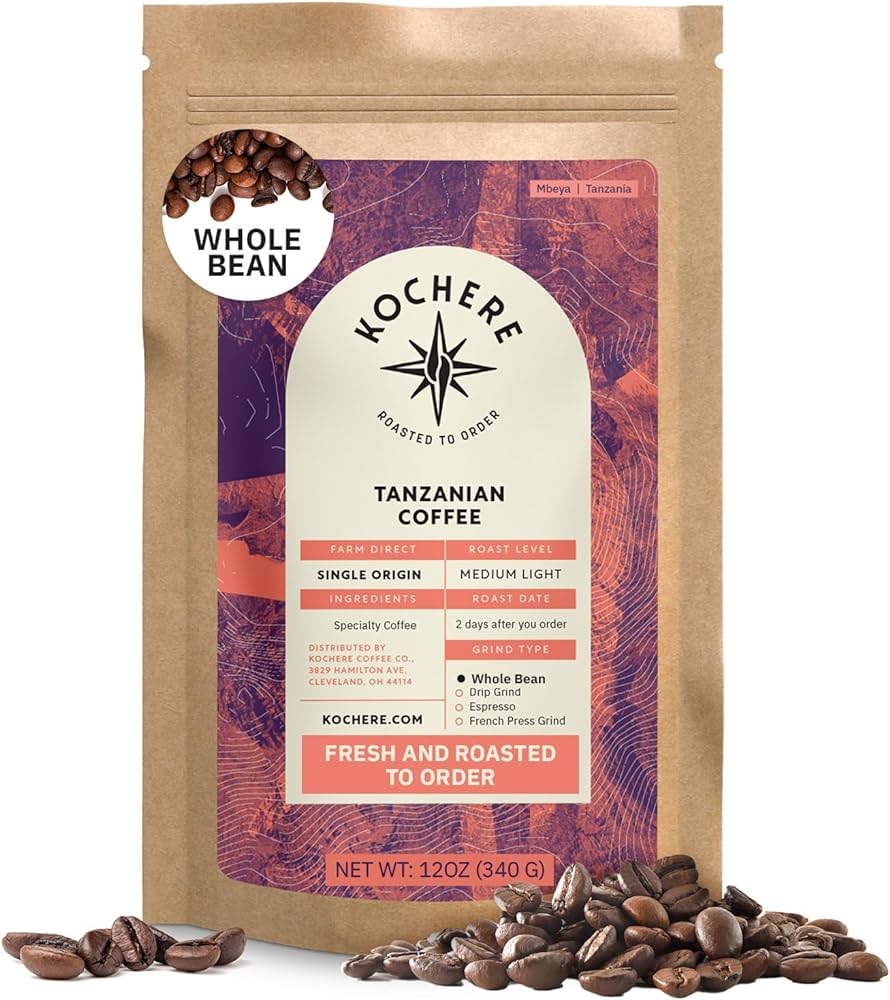 Mbeya | Tanzania
WHOLE
BEAN
KOCHERE
ROASTED TO ORDER
TANZANIAN
COFFEE
FARM DIRECT
SINGLE ORIGIN
INGREDIENTS
Specialty Coffee
DISTRIBUTED BY
KOCHERE COFFEE CO.,
3829 HAMILTON AVE,
CLEVELAND, OH 44114
KOCHERE.COM
ROAST LEVEL
MEDIUM LIGHT
ROAST DATE
2 days after you order
GRIND TYPE
Whole Bean
Drip Grind
Espresso
French Press Grind
FRESH AND ROASTED
TO ORDER
NET WT: 12OZ (340 G)